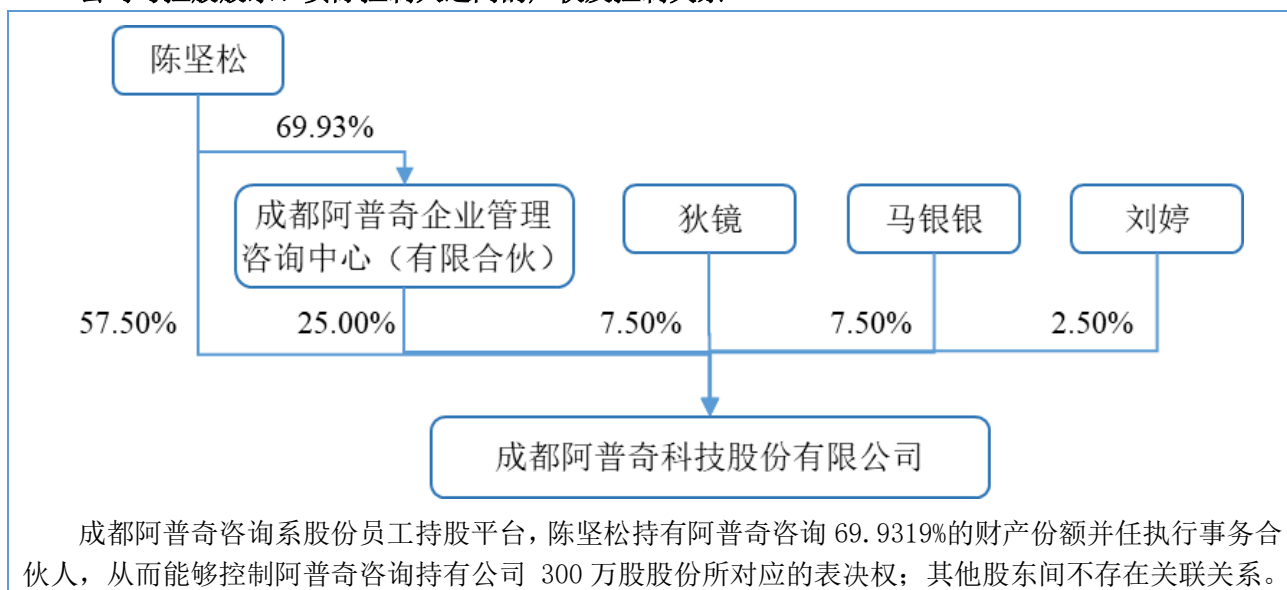 陈坚松
69.93%
成都阿普奇企业管理
咨询中心（有限合伙）
狄镜
马银银
刘婷
57.50%
25.00%
7.50%
7.50%
2.50%
成都阿普奇科技股份有限公司
成都阿普奇咨询系股份员工持股平台，陈坚松持有阿普奇咨询 69.9319%的财产份额并任执行事务合
伙人，从而能够控制阿普奇咨询持有公司 300 万股股份所对应的表决权；其他股东间不存在关联关系。